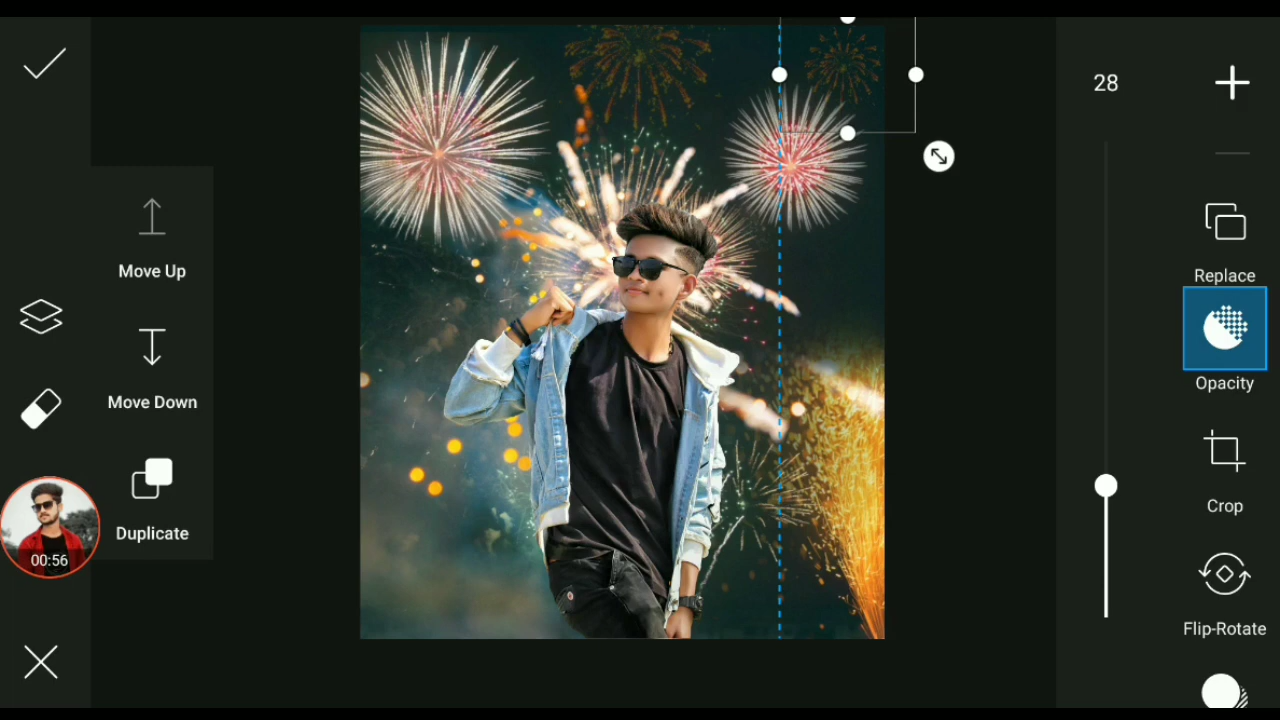 28
Move Up
Replace
Opacity
Move Down
Crop
Duplicate
00:56
Flip-Rotate